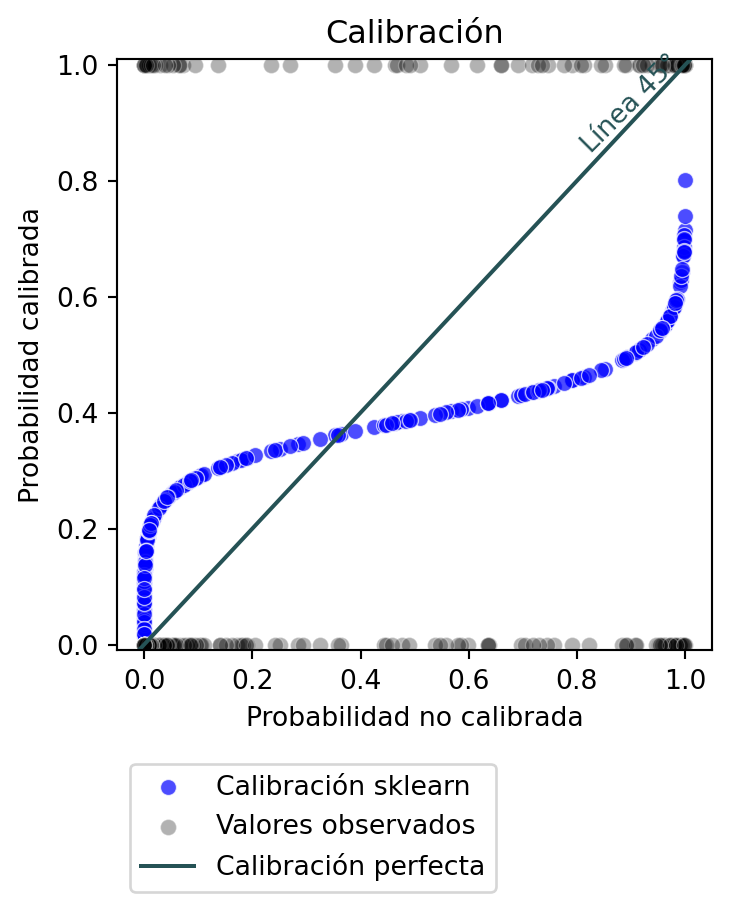 Calibración
Línea 45°
Probabilidad calibrada
1.0
0.8
0.6
0.4
0.2
0.0
0.0 0.2 0.4 0.6 0.8 1.0
Probabilidad no calibrada
Calibración sklearn
Valores observados
Calibración perfecta